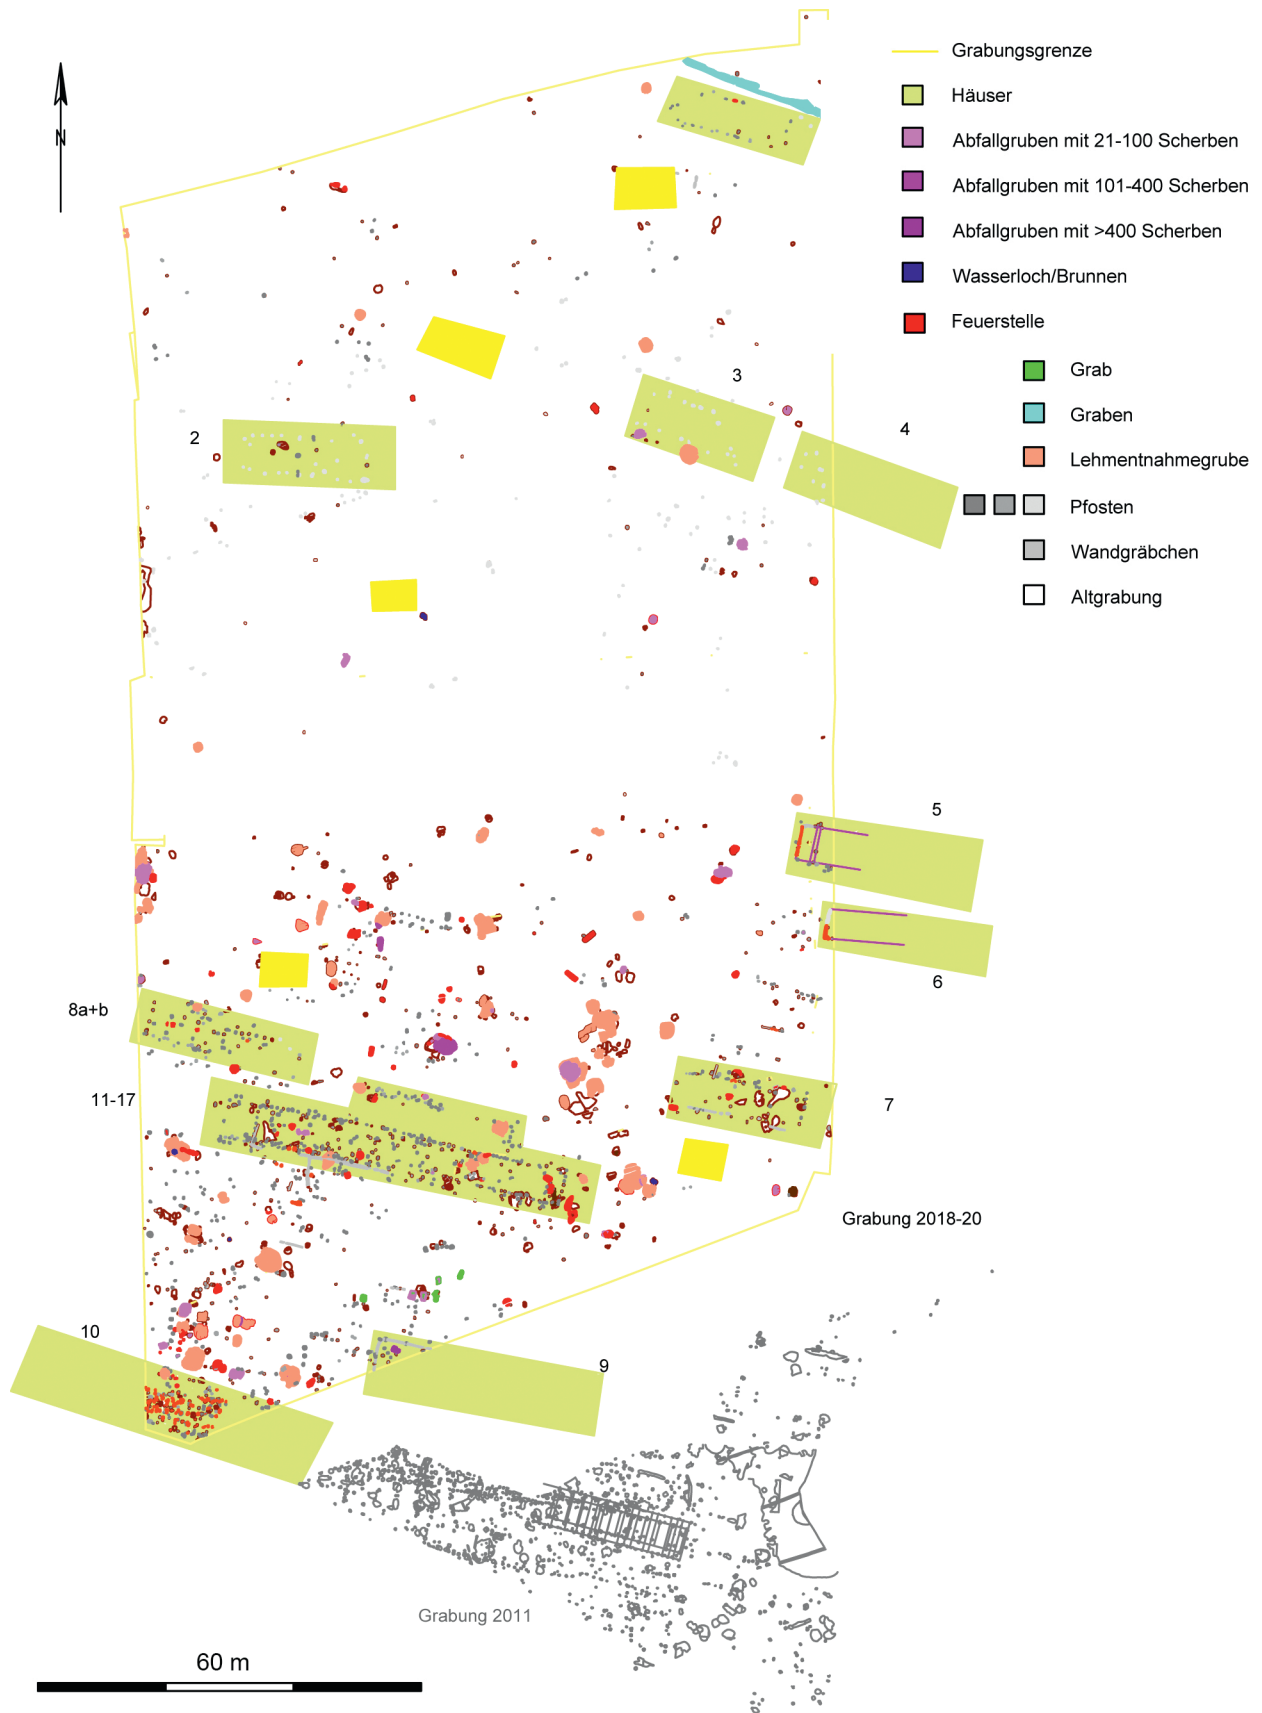 N
Grabungsgrenze
Häuser
Abfallgruben mit 21-100 Scherben
Abfallgruben mit 101-400 Scherben
Abfallgruben mit >400 Scherben
Wasserloch/Brunnen
Feuerstelle
Grab
Graben
Lehmentnahmegrube
Pfosten
Wandgräbchen
Altgrabung
3
4
2
5
6
8a+b
11-17
7
Grabung 2018-20
10
9
Grabung 2011
60 m